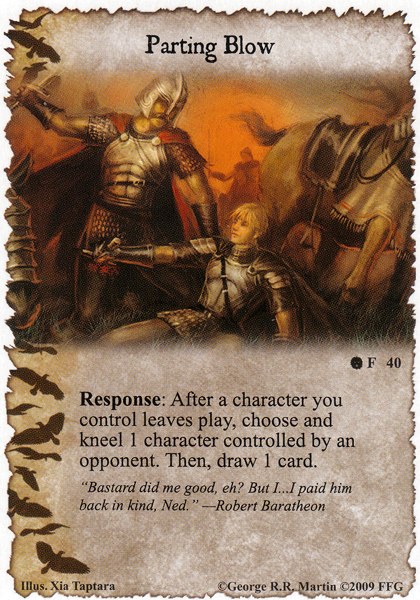 Parting Blow
F 40
Response: After a character you
control leaves play, choose and
kneel 1 character controlled by an
opponent. Then, draw 1 card.
“Bastard did me good, eh? But I...I paid him
back in kind, Ned.” —Robert Baratheon
Illus. Xia Taptara ©George R.R. Martin ©2009 FFG